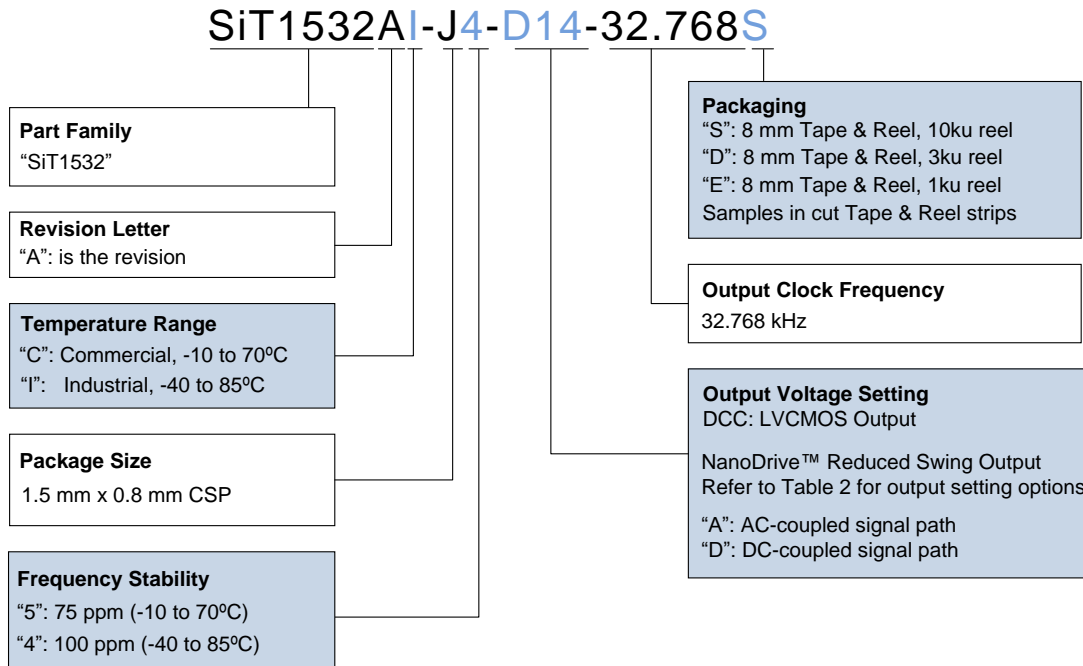 SiT1532AI-J4-D14-32.768S
Part Family
“SiT1532”
Revision Letter
“A”: is the revision
Temperature Range
“C”: Commercial, -10 to 70ºC
“I”: Industrial, -40 to 85ºC
Package Size
1.5 mm x 0.8 mm CSP
Frequency Stability
“5”: 75 ppm (-10 to 70ºC)
“4”: 100 ppm (-40 to 85ºC)
Packaging
“S”: 8 mm Tape & Reel, 10ku reel
“D”: 8 mm Tape & Reel, 3ku reel
“E”: 8 mm Tape & Reel, 1ku reel
Samples in cut Tape & Reel strips
Output Clock Frequency
32.768 kHz
Output Voltage Setting
DCC: LVCMOS Output
NanoDrive™ Reduced Swing Output
Refer to Table 2 for output setting options
“A”: AC-coupled signal path
“D”: DC-coupled signal path